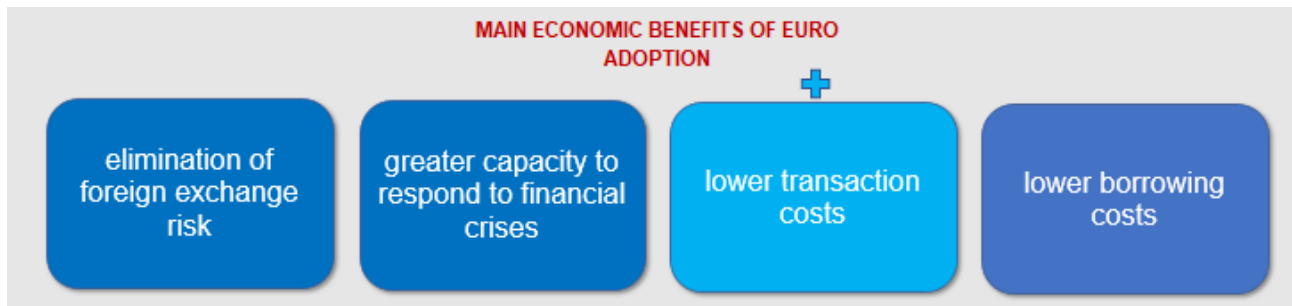 MAIN ECONOMIC BENEFITS OF EURO
ADOPTION
elimination of
foreign exchange
risk
greater capacity to
respond to financial
crises
lower transaction
costs
lower borrowing
costs